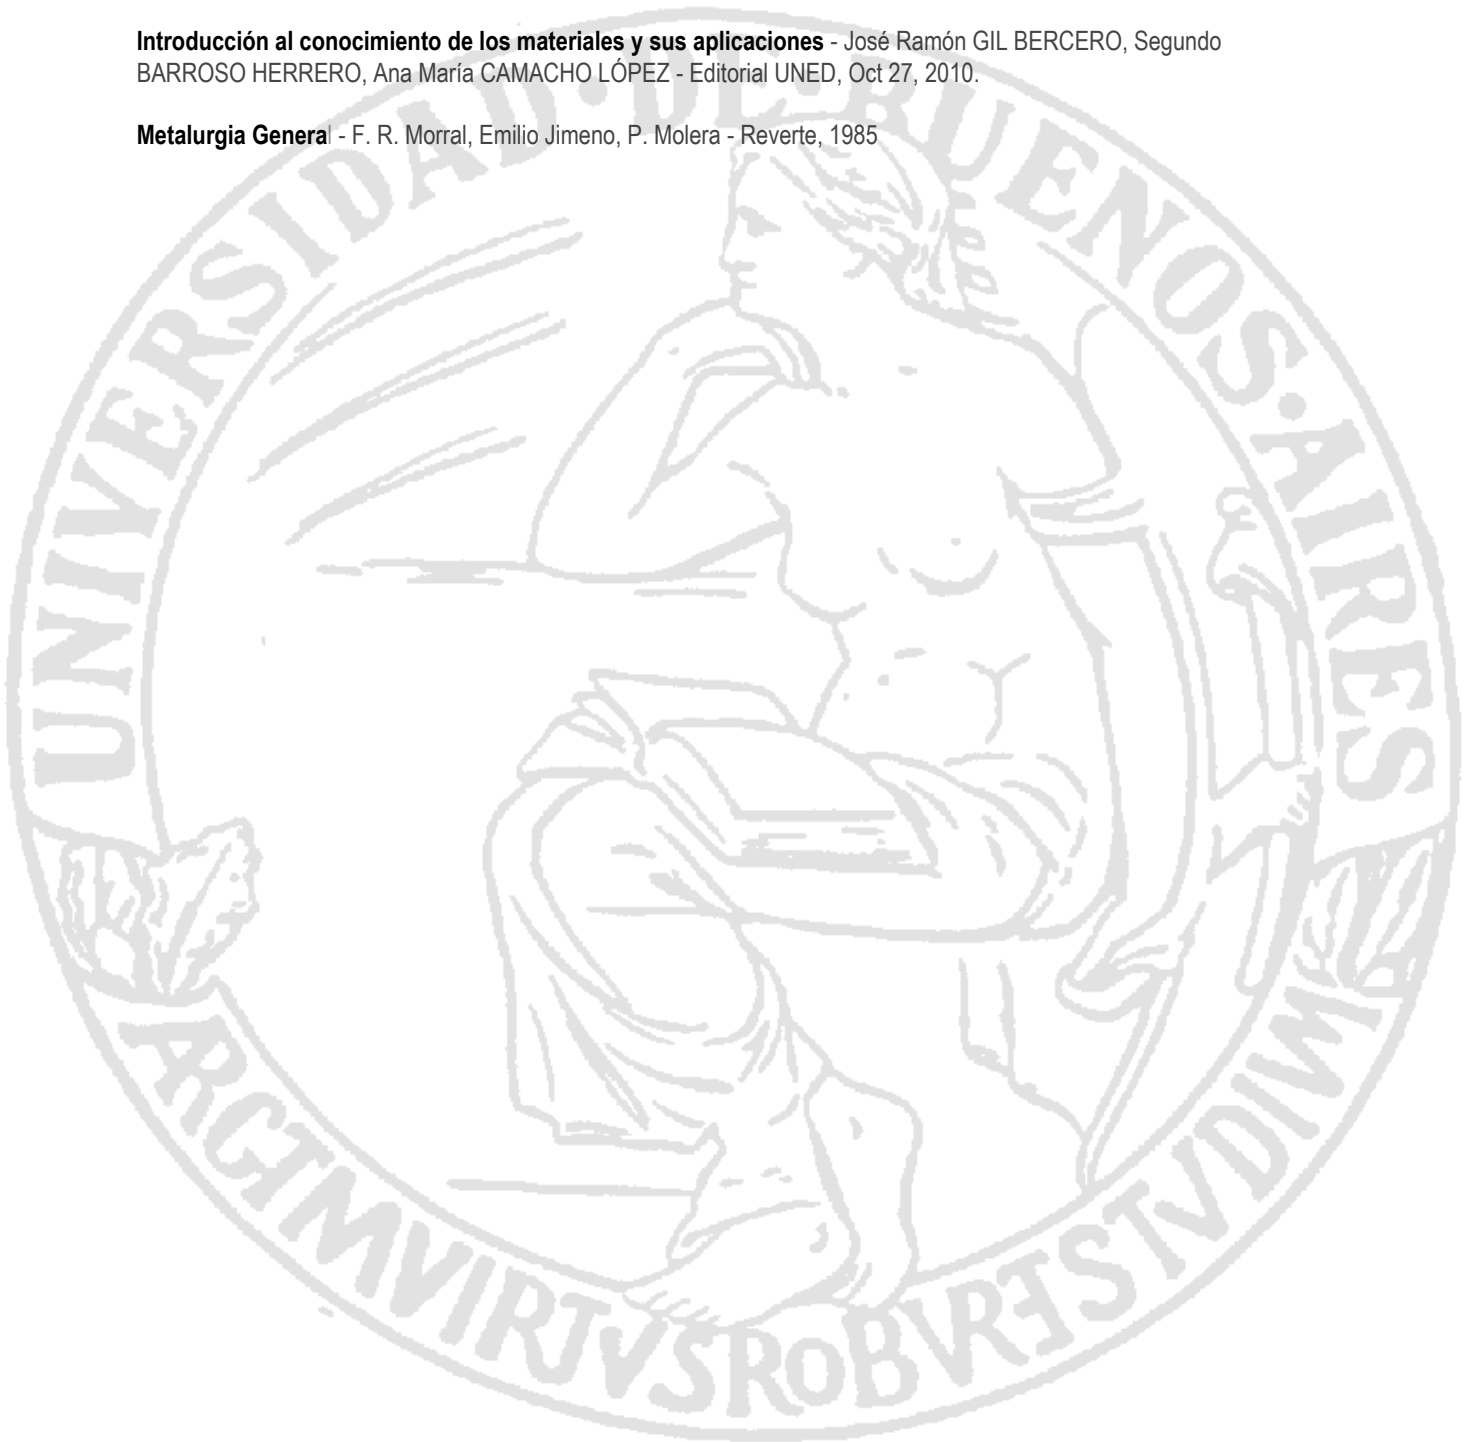 Introducción al conocimiento de los materiales y sus aplicaciones - José Ramón GIL BERCERO, Segundo
BARROSO HERRERO, Ana María CAMACHO LÓPEZ - Editorial UNED, Oct 27, 2010.
Metalurgia General - F. R. Morral, Emilio Jimeno, P. Molera - Reverte, 1985
UNIVERSIDAD·DE·BUENOS·AIRES
ARGTMVIRTVSROBVRESTVDIVM